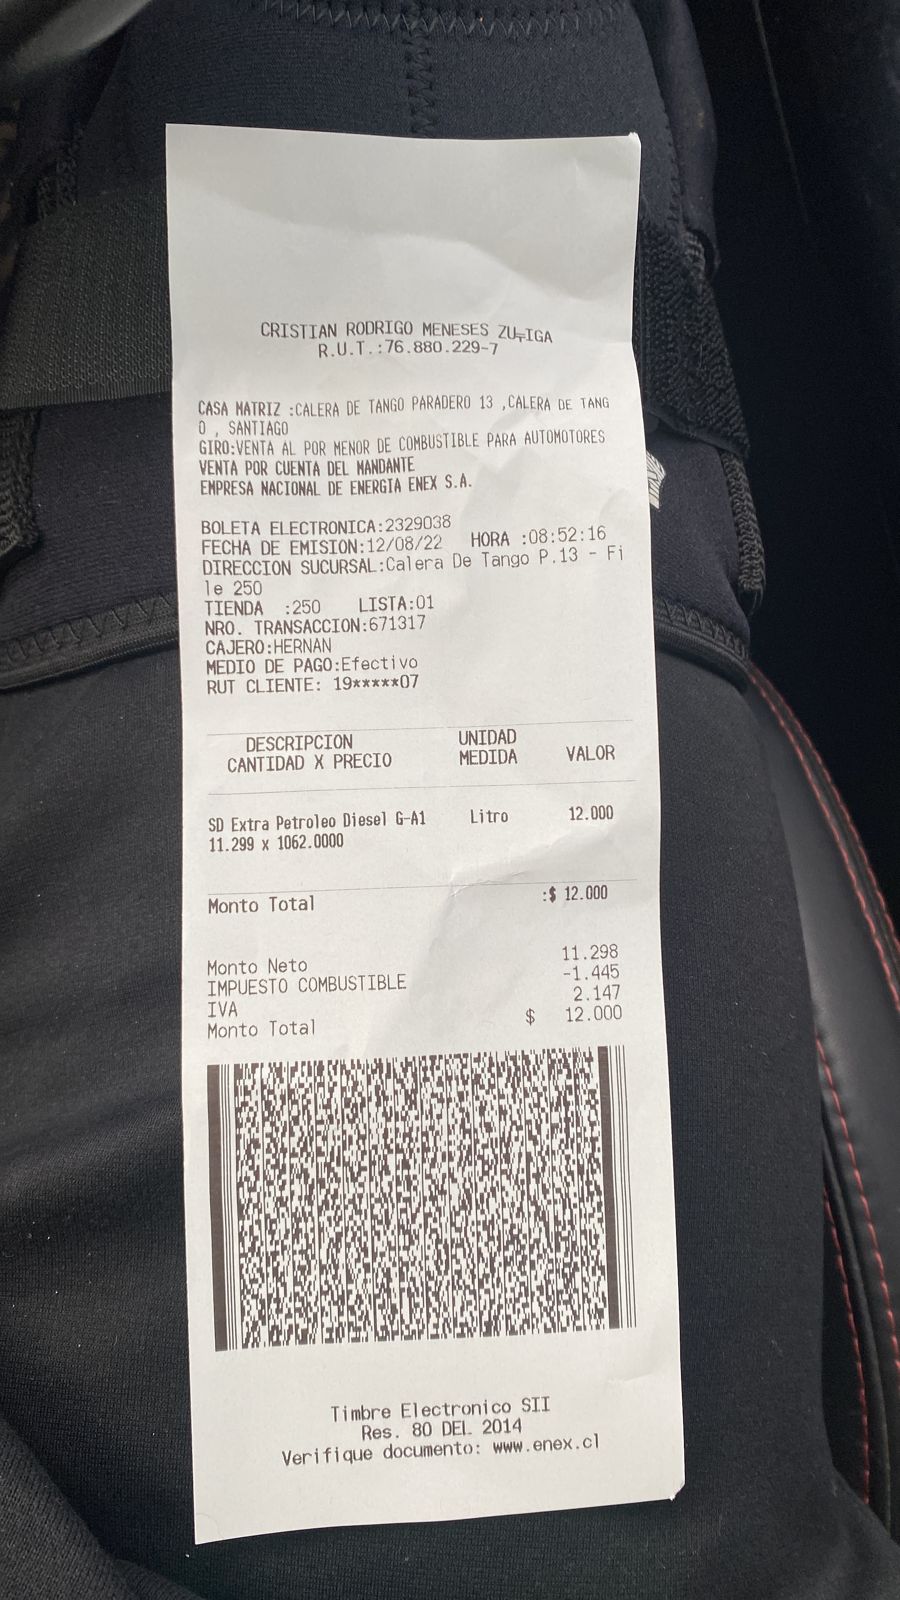 CRISTIAN RODRIGO MENESES ZU┬IGA
R.U.T.:76.880.229-7
CASA MATRIZ :CALERA DE TANGO PARADERO 13 ,CALERA DE TANG
O , SANTIAGO
GIRO:VENTA AL POR MENOR DE COMBUSTIBLE PARA AUTOMOTORES
VENTA POR CUENTA DEL MANDANTE
EMPRESA NACIONAL DE ENERGIA ENEX S.A.
BOLETA ELECTRONICA:2329038
FECHA DE EMISION:12/08/22 HORA :08:52:16
DIRECCION SUCURSAL:Calera De Tango P.13 - Fi
le 250
TIENDA :250 LISTA:01
NRO. TRANSACCION:671317
CAJERO:HERNAN
MEDIO DE PAGO:Efectivo
RUT CLIENTE: 19*****07
DESCRIPCION UNIDAD
CANTIDAD X PRECIO MEDIDA VALOR
SD Extra Petroleo Diesel G-A1 Litro 12.000
11.299 x 1062.0000
Monto Total :$ 12.000
Monto Neto 11.298
IMPUESTO COMBUSTIBLE -1.445
IVA 2.147
Monto Total $ 12.000
Timbre Electronico SII
Res. 80 DEL 2014
Verifique documento: www.enex.cl